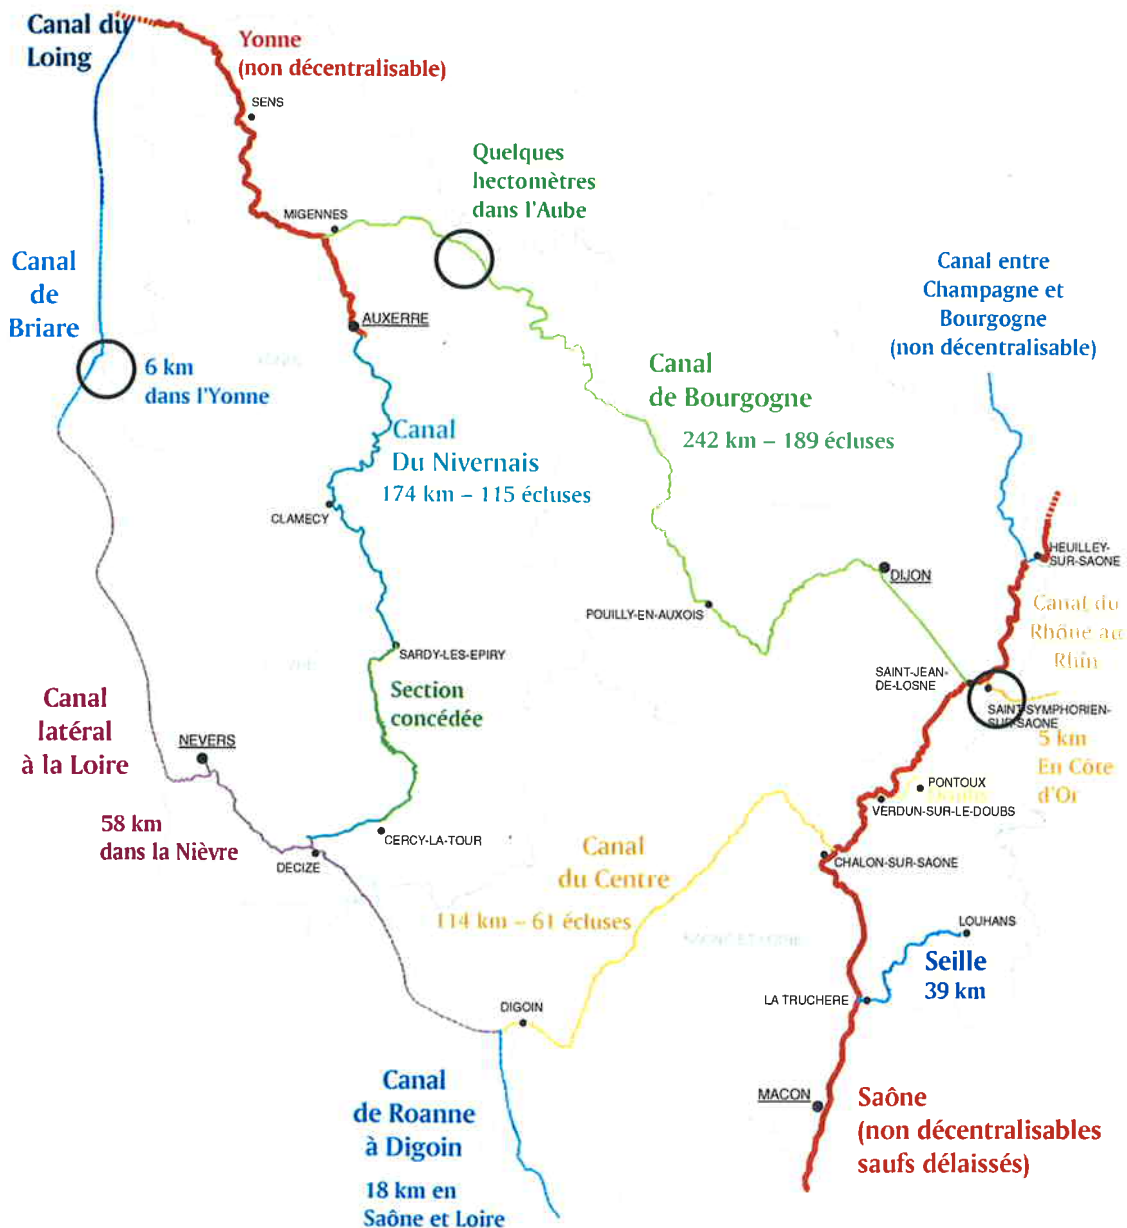 Canal du
Loing
Yonne
(non décentralisable)
SENS
Quelques
hectomètres
dans l'Aube
MIGENNES
Canal
de
Briare
Canal entre
Champagne et
Bourgogne
(non décentralisable)
AUXERRE
6 km
dans l'Yonne
Canal
de Bourgogne
242 km – 189 écluses
Canal
Du Nivernais
174 km – 115 écluses
CLAMECY
HEUILLEY-
SUR-SAONE
DIJON
Canal du
Rhône au
Rhin
POUILLY-EN-AUXOIS
SARDY-LES-EPIRY
SAINT-JEAN-
DE-LOSNE
Section
concédée
SAINT-SYMPHORIEN-
SUR-SAONE
Canal
latéral
à la Loire
NEVERS
5 km
En Côte
d'Or
PONTOUX
VERDUN-SUR-LE-DOUBS
58 km
dans la Nièvre
CERCY-LA-TOUR
DECIZE
Canal
du Centre
CHALON-SUR-SAONE
114 km – 61 écluses
LOUHANS
Seille
39 km
LA TRUCHERE
DIGOIN
Canal
de Roanne
à Digoin
MACON
Saône
(non décentralisables
saufs délaissés)
18 km en
Saône et Loire